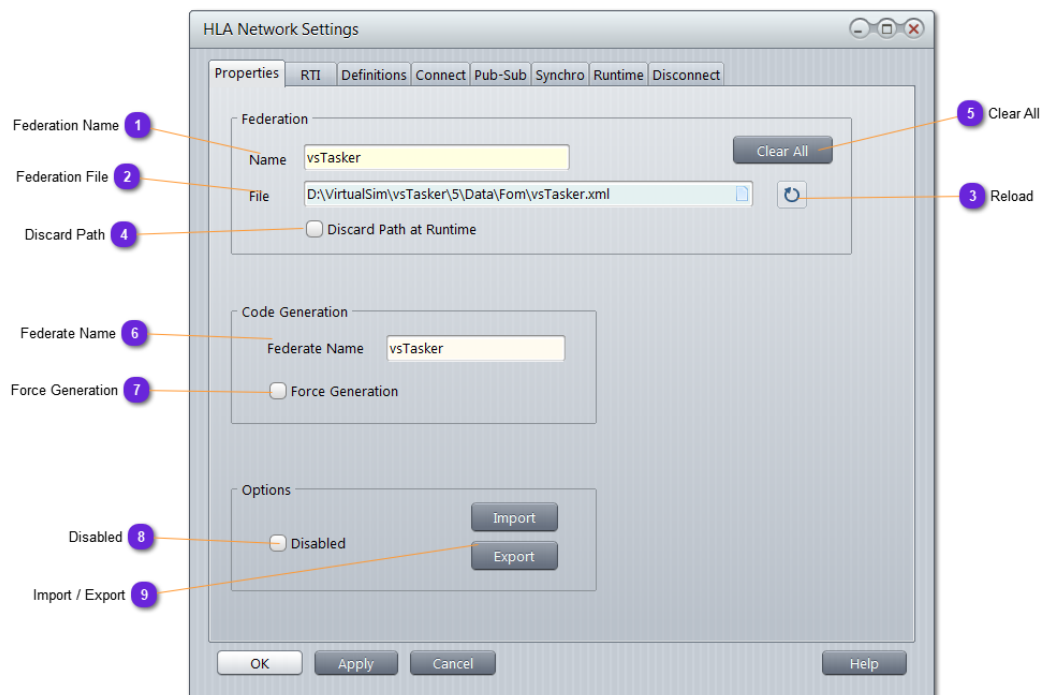 HLA Network Settings
Properties RTI Definitions Connect Pub-Sub Synchro Runtime Disconnect
Federation
Federation Name 1
Name vsTasker
Clear All
5 Clear All
Federation File 2
File D:\VirtualSim\vsTasker\5\Data\Fom\vsTasker.xml
3 Reload
Discard Path 4
Discard Path at Runtime
Code Generation
Federate Name 6
Federate Name vsTasker
Force Generation 7
Force Generation
Options
Import
Disabled 8
Disabled
Export
Import / Export 9
OK Apply Cancel Help